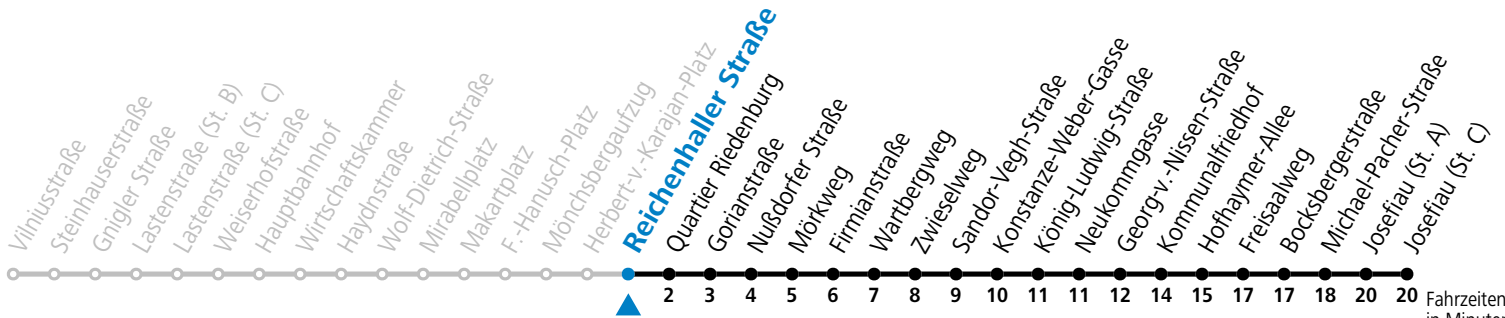 Vilniusstraße
Steinhauserstraße
Gnigler Straße
Lastenstraße (St. B)
Lastenstraße (St. C)
Weiserhofstraße
Hauptbahnhof
Wirtschaftskammer
Haydnstraße
Wolf-Dietrich-Straße
Mirabellplatz
Makartplatz
F.-Hanusch-Platz
Mönchsbergaufzug
Herbert-v.-Karajan-Platz
Reichenhaller Straße
Quartier Riedenburg
Gorianstraße
Nußdorfer Straße
Mörkweg
Firmianstraße
Wartbergweg
Zwieselweg
Sandor-Vegh-Straße
Konstanze-Weber-Gasse
König-Ludwig-Straße
Neukommgasse
Georg-v.-Nissen-Straße
Kommunalfriedhof
Hofhaymer-Allee
Freisaalweg
Bocksbergerstraße
Michael-Pacher-Straße
Josefiau (St. A)
Josefiau (St. C)
2 3 4 5 6 7 8 9 10 11 11 12 14 15 17 17 18 20 20 Fahrzeiten
in Minuten